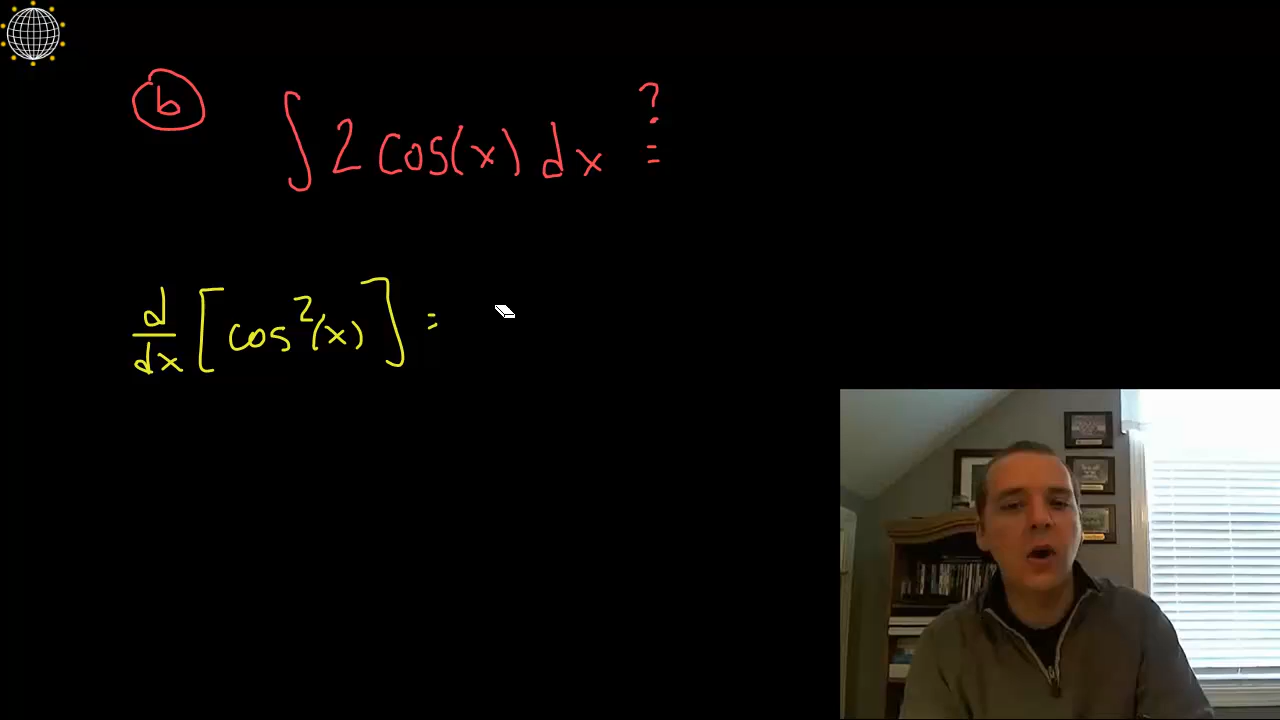 b ∫ 2 cos(x) dx ?=
d/dx [cos²(x)] =